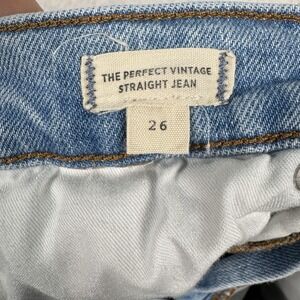 THE PERFECT VINTAGE
STRAIGHT JEAN
26